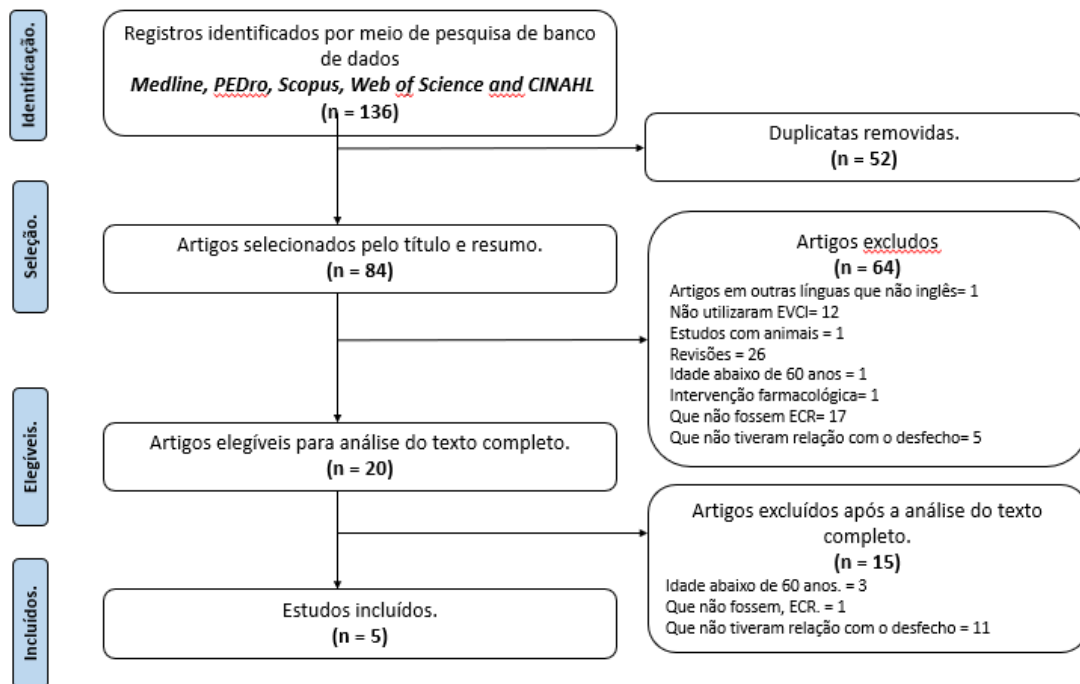 Identificação.
Registros identificados por meio de pesquisa de banco
de dados
Medline, PEDro, Scopus, Web of Science and CINAHL
(n = 136)
Duplicatas removidas.
(n = 52)
Seleção.
Artigos selecionados pelo título e resumo.
(n = 84)
Artigos excludos
(n = 64)
Artigos em outras línguas que não inglês= 1
Não utilizaram EVCI= 12
Estudos com animais = 1
Revisões = 26
Idade abaixo de 60 anos = 1
Intervenção farmacológica= 1
Que não fossem ECR= 17
Que não tiveram relação com o desfecho= 5
Elegíveis.
Artigos elegíveis para análise do texto completo.
(n = 20)
Artigos excluídos após a análise do texto
completo.
(n = 15)
Idade abaixo de 60 anos. = 3
Que não fossem, ECR. = 1
Que não tiveram relação com o desfecho = 11
Incluídos.
Estudos incluídos.
(n = 5)